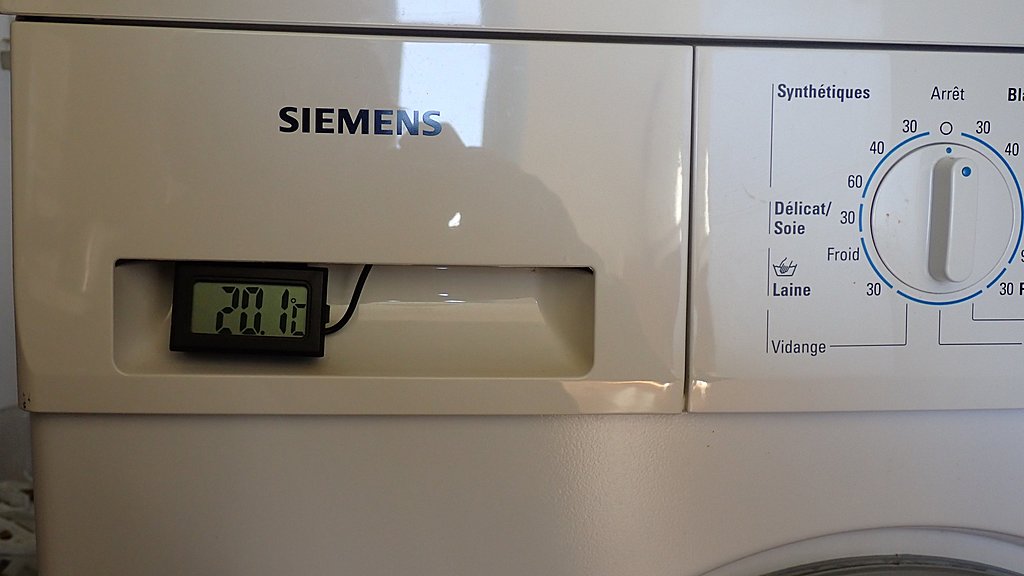 SIEMENS
20.1°C
Synthétiques
Arrêt
30
30
40
40
60
Délicat/
Soie
30
Froid
Laine
30
30
Vidange